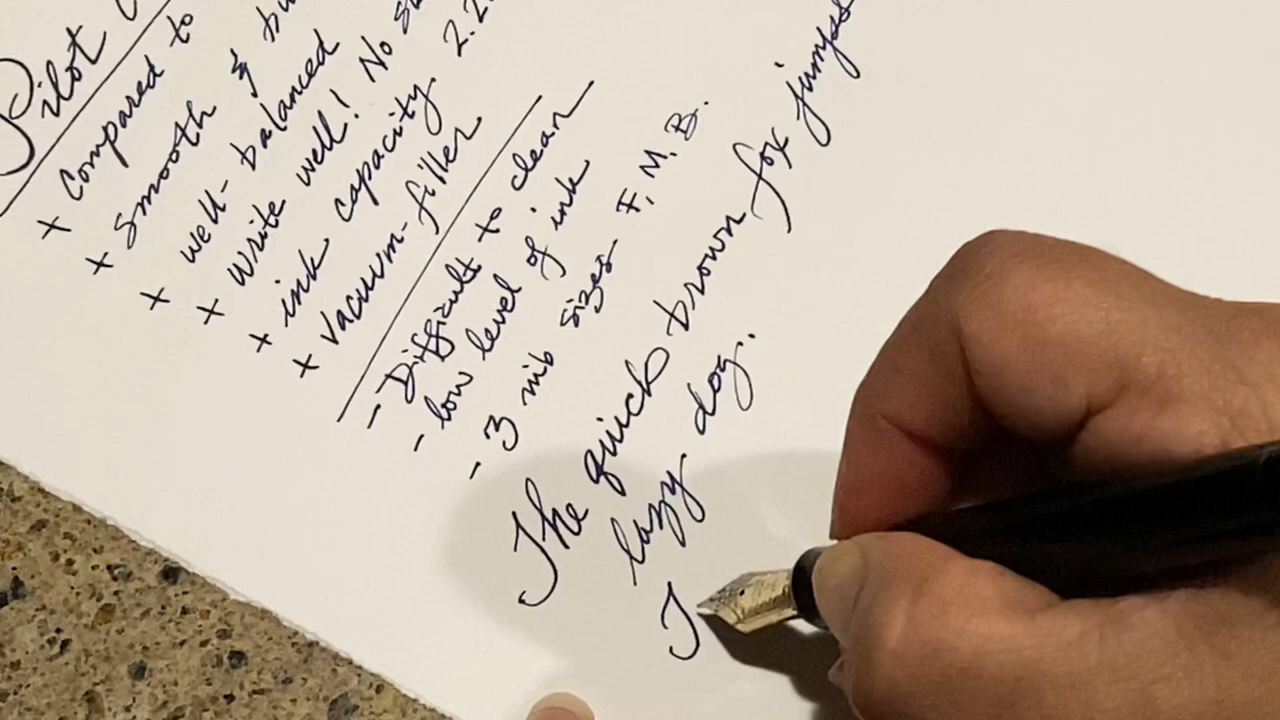 Pilot
+ Compared to
+ Smooth &
+ well-balanced
+ Write well! No
+ ink capacity 2.2
+ vacuum-filler
- Difficult to clean
- low level of ink
- 3 nib sizes F, M, B.
The quick brown fox jumps
lazy dog.
T